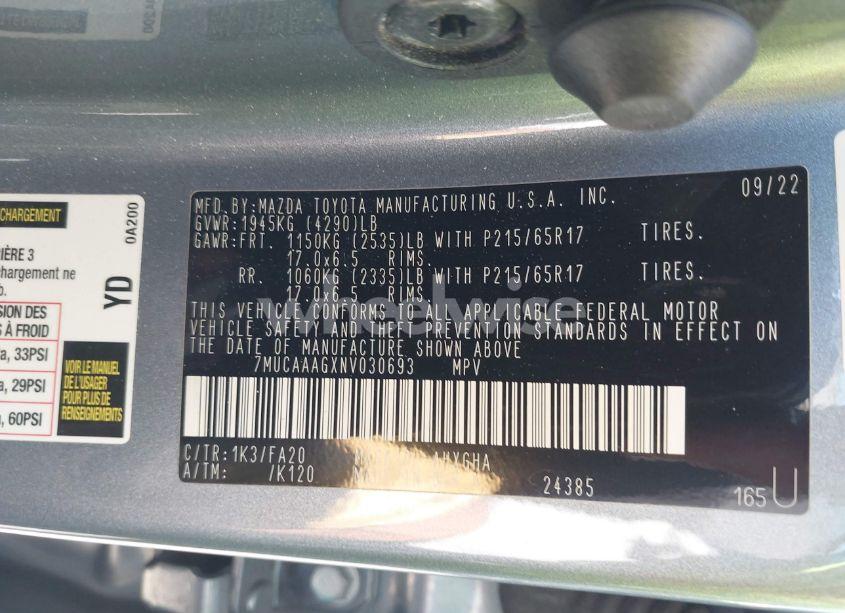 CHARGEMENT
0A200
IÈRE 3
chargement ne
b.
YD
SION DES
S À FROID
a, 33PSI
a, 29PSI
a, 60PSI
VOIR LE MANUEL
DE L'USAGER
POUR PLUS DE
RENSEIGNEMENTS
MFD.BY:MAZDA TOYOTA MANUFACTURING U.S.A. INC. 09/22
GVWR:1945KG (4290)LB
GAWR:FRT. 1150KG (2535)LB WITH P215/65R17 TIRES.
17.0x6.5 RIMS.
RR. 1060KG (2335)LB WITH P215/65R17 TIRES.
17.0x6.5 RIMS.
THIS VEHICLE CONFORMS TO ALL APPLICABLE FEDERAL MOTOR
VEHICLE SAFETY AND THEFT PREVENTION STANDARDS IN EFFECT ON
THE DATE OF MANUFACTURE SHOWN ABOVE
7MUCAAAGXNV030693 MPV
C/TR:1K3/FA20
A/TM: /K120
24385
165 U
wheelwise